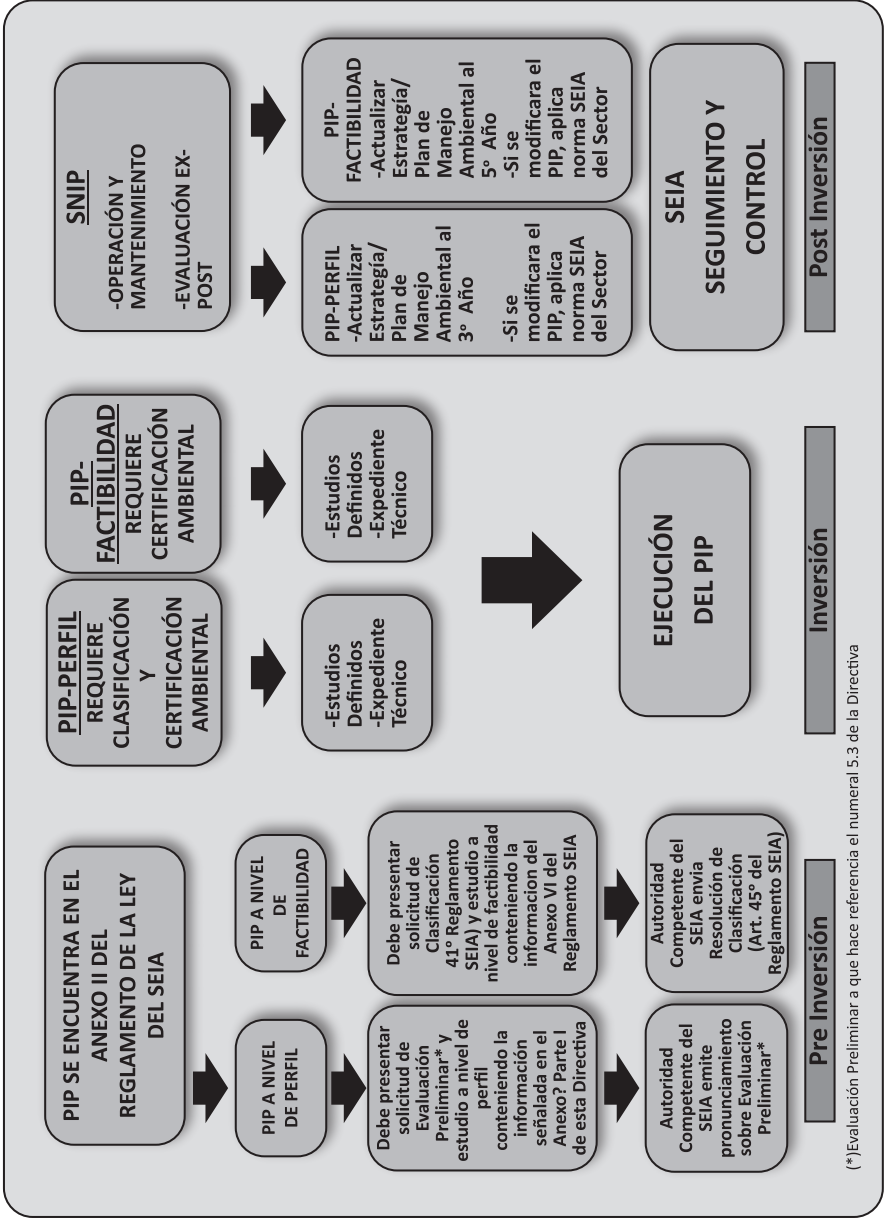 PIP SE ENCUENTRA EN EL
ANEXO II DEL
REGLAMENTO DE LA LEY
DEL SEIA
PIP A NIVEL
DE PERFIL
Debe presentar
solicitud de
Evaluación
Preliminar* y
estudio a nivel de
perfil
conteniendo la
información
señalada en el
Anexo? Parte I
de esta Directiva
Autoridad
Competente del
SEIA emite
pronunciamiento
sobre Evaluación
Preliminar*
PIP A NIVEL
DE
FACTIBILIDAD
Debe presentar
solicitud de
Clasificación
41° Reglamento
SEIA) y estudio a
nivel de factibilidad
conteniendo la
informacion del
Anexo VI del
Reglamento SEIA
Autoridad
Competente del
SEIA envia
Resolución de
Clasificación
(Art. 45° del
Reglamento SEIA)
Pre Inversión
PIP-PERFIL
REQUIERE
CLASIFICACIÓN
Y
CERTIFICACIÓN
AMBIENTAL
-Estudios
Definidos
-Expediente
Técnico
PIP-
FACTIBILIDAD
REQUIERE
CERTIFICACIÓN
AMBIENTAL
-Estudios
Definidos
-Expediente
Técnico
EJECUCIÓN
DEL PIP
Inversión
SNIP
-OPERACIÓN Y
MANTENIMIENTO
-EVALUACIÓN EX-
POST
PIP-PERFIL
-Actualizar
Estrategía/
Plan de
Manejo
Ambiental al
3° Año
-Si se
modificara el
PIP, aplica
norma SEIA
del Sector
PIP-
FACTIBILIDAD
-Actualizar
Estrategía/
Plan de
Manejo
Ambiental al
5° Año
-Si se
modificara el
PIP, aplica
norma SEIA
del Sector
SEIA
SEGUIMIENTO Y
CONTROL
Post Inversión
(*)Evaluación Preliminar a que hace referencia el numeral 5.3 de la Directiva